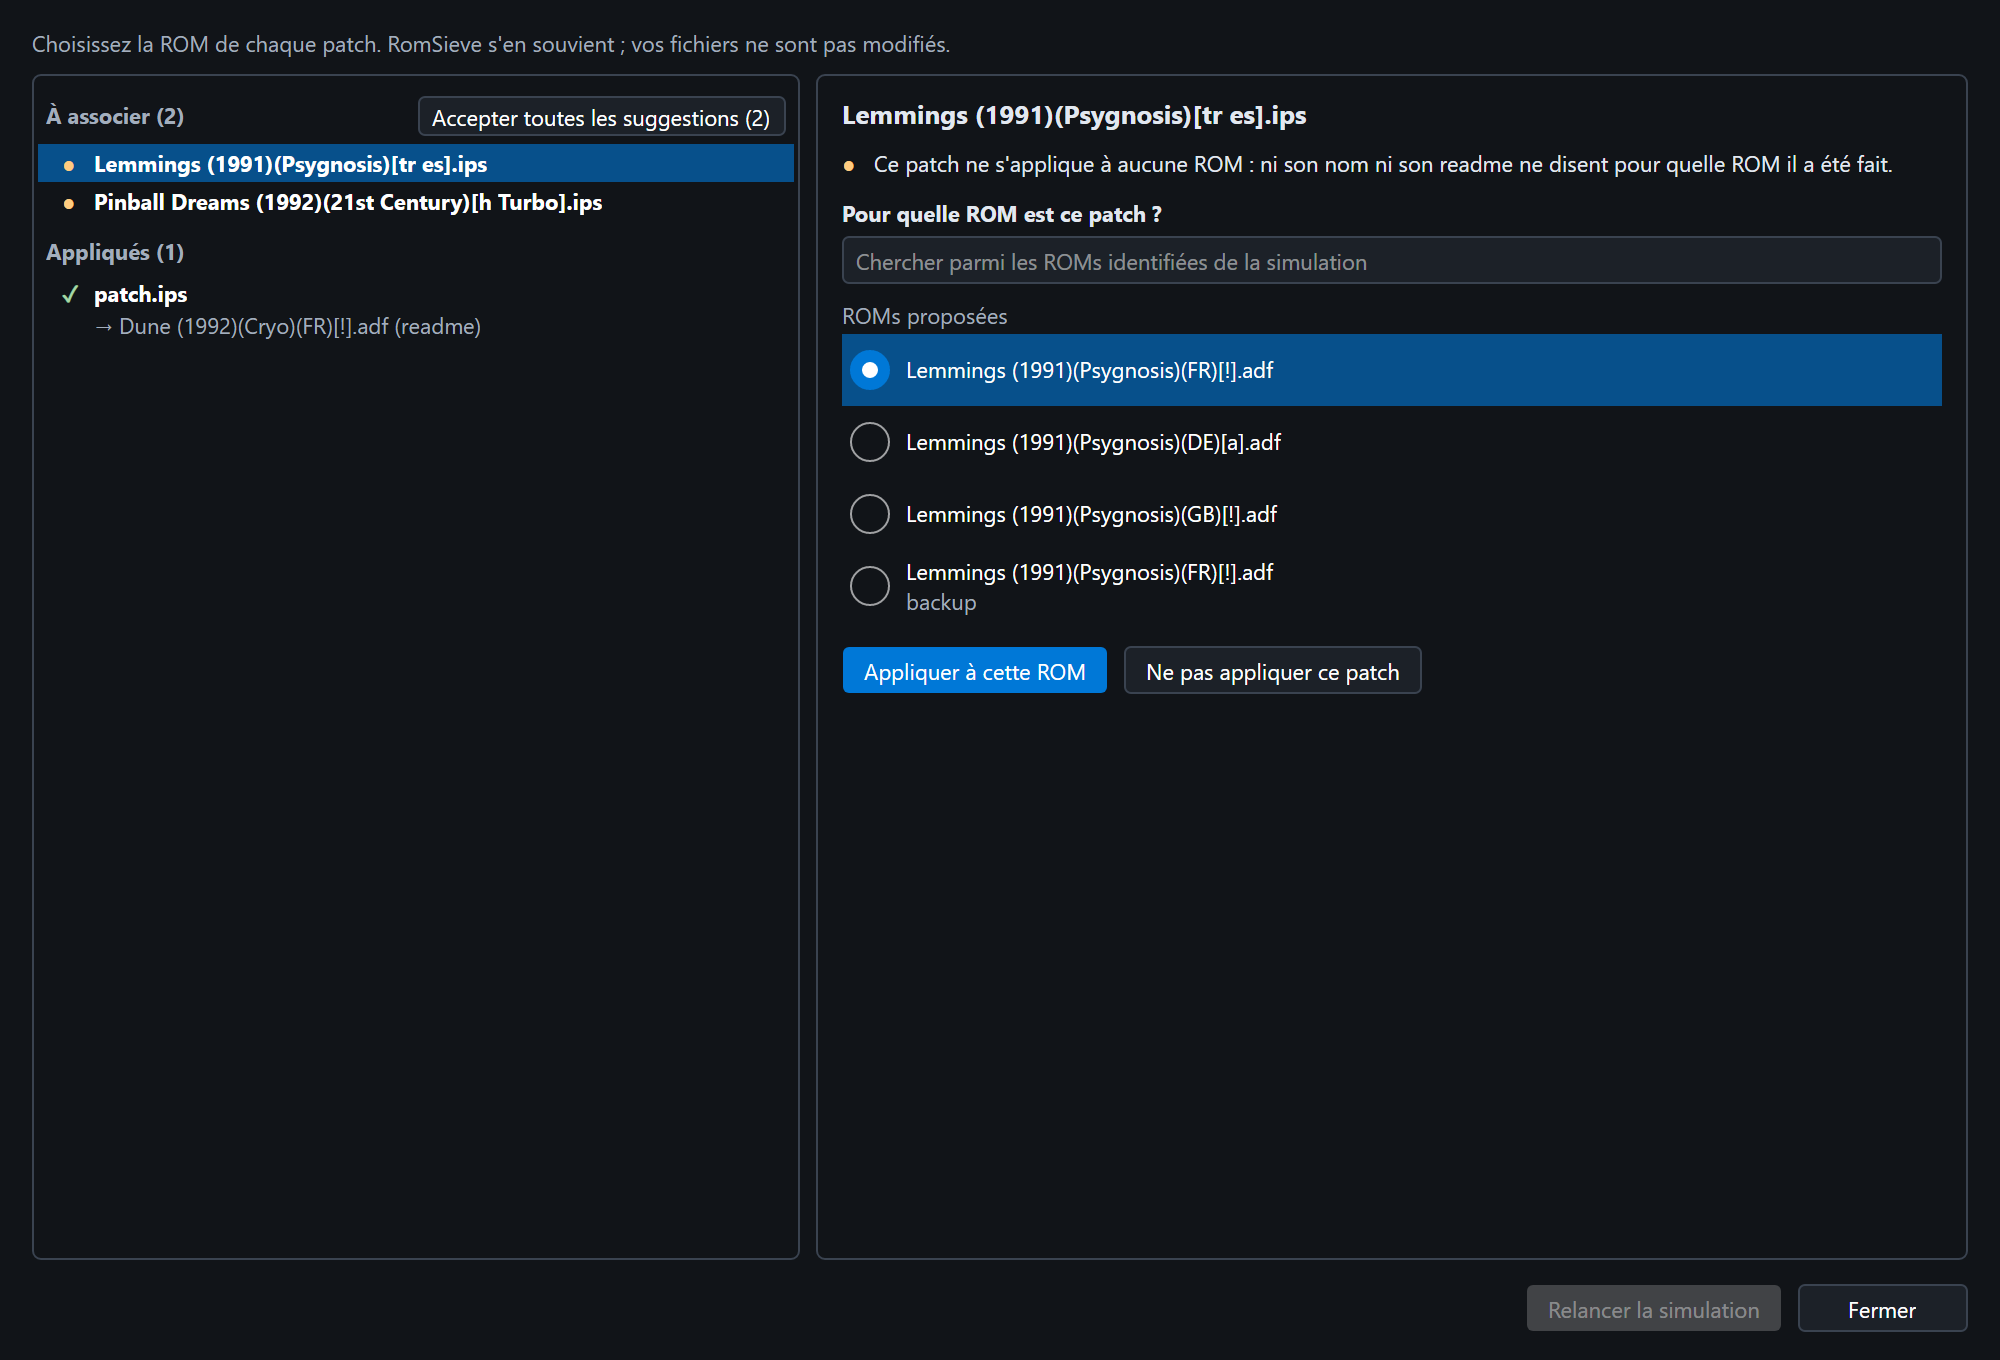 Choisissez la ROM de chaque patch. RomSieve s'en souvient ; vos fichiers ne sont pas modifiés.
À associer (2)
Accepter toutes les suggestions (2)
Lemmings (1991)(Psygnosis)[tr es].ips
Pinball Dreams (1992)(21st Century)[h Turbo].ips
Appliqués (1)
patch.ips
→ Dune (1992)(Cryo)(FR)[!].adf (readme)
Lemmings (1991)(Psygnosis)[tr es].ips
Ce patch ne s'applique à aucune ROM : ni son nom ni son readme ne disent pour quelle ROM il a été fait.
Pour quelle ROM est ce patch ?
Chercher parmi les ROMs identifiées de la simulation
ROMs proposées
Lemmings (1991)(Psygnosis)(FR)[!].adf
Lemmings (1991)(Psygnosis)(DE)[a].adf
Lemmings (1991)(Psygnosis)(GB)[!].adf
Lemmings (1991)(Psygnosis)(FR)[!].adf
backup
Appliquer à cette ROM
Ne pas appliquer ce patch
Relancer la simulation
Fermer